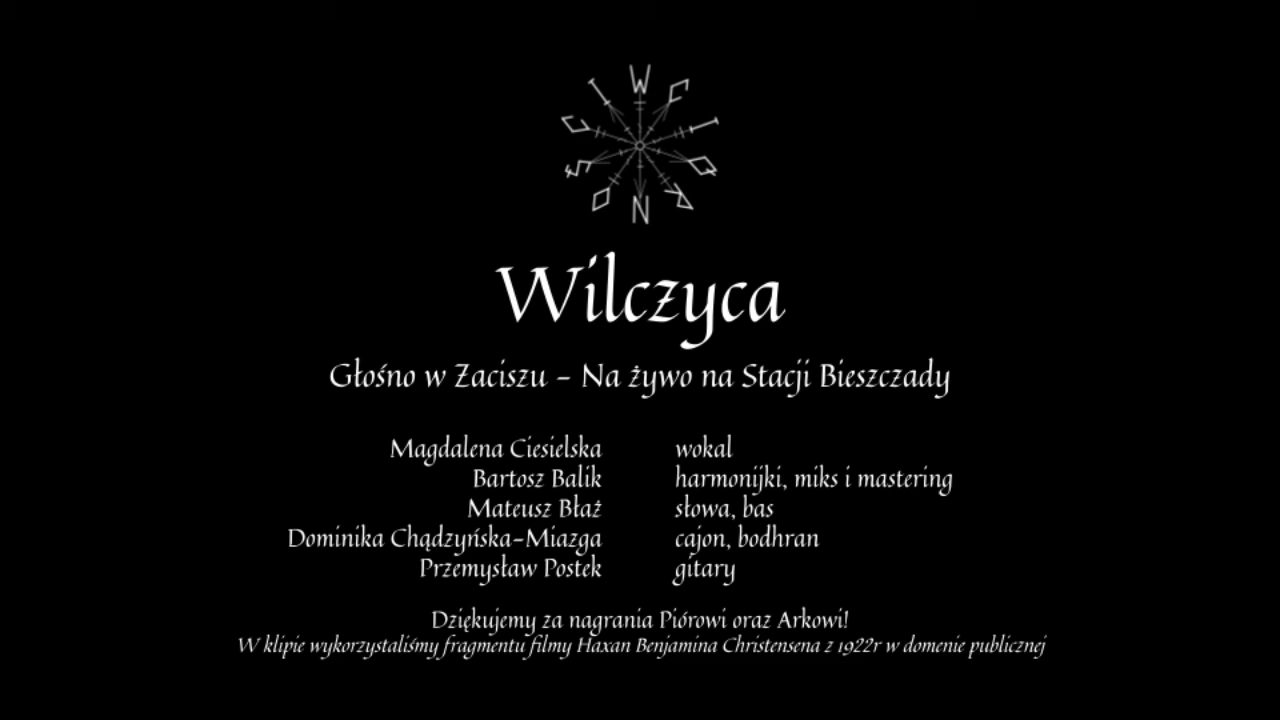 Wilczyca
Głośno w Zaciszu - Na żywo na Stacji Bieszczady
Magdalena Ciesielska wokal
Bartosz Balik harmonijki, miks i mastering
Mateusz Błaż słowa, bas
Dominika Chądzyńska-Miazga cajon, bodhran
Przemysław Postek gitary
Dziękujemy za nagrania Piórowi oraz Arkowi!
W klipie wykorzystaliśmy fragmentu filmy Haxan Benjamina Christensena z 1922r w domenie publicznej